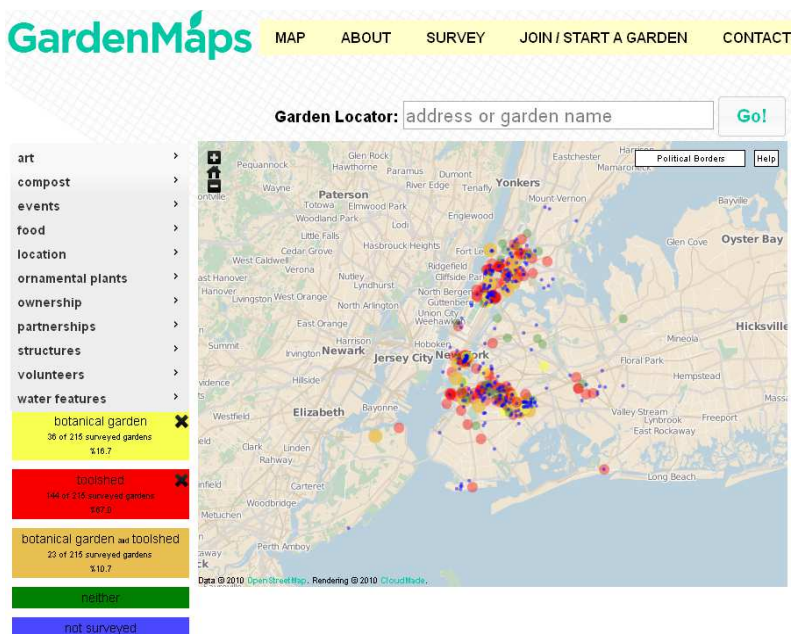 GardenMaps
MAP ABOUT SURVEY JOIN / START A GARDEN CONTACT
Garden Locator: address or garden name Go!
art
compost
events
food
location
ornamental plants
ownership
partnerships
structures
volunteers
water features
botanical garden
36 of 215 surveyed gardens
%16.7
toolshed
144 of 215 surveyed gardens
%67.0
botanical garden and toolshed
23 of 215 surveyed gardens
%10.7
neither
not surveyed
Political Borders Help
Glen Rock
Eastchester
Pequannock
Hawthorne
Paramus
Dumont
Mamaroneck
Wayne
River Edge
Tenafly
Yonkers
Paterson
Mount Vernon
Totowa
Elmwood Park
Bayville
Woodland Park
Englewood
Lodi
Little Falls
Glen Cove
Oyster Bay
Cedar Grove
Hasbrouck Heights
Fort Lee
West Caldwell
Verona
Ridgefield
Cliffside Park
East Hanover
Nutley
Hanover
Lyndhurst
North Bergen
Livingston
West Orange
North Arlington
Guttenberg
Union City
East Orange
Weehawken
Hicksville
Harrison
Hoboken
Mineola
Summit
Irvington
Newark
Jersey City
New York
Floral Park
Hillside
Hempstead
Elizabeth
Bayonne
Westfield
Valley Stream
Lynbrook
Freeport
East Rockaway
Clark
Linden
Rahway
Long Beach
Carteret
Woodbridge
Metuchen
Perth Amboy
Data © 2010 OpenStreetMap. Rendering © 2010 CloudMade.